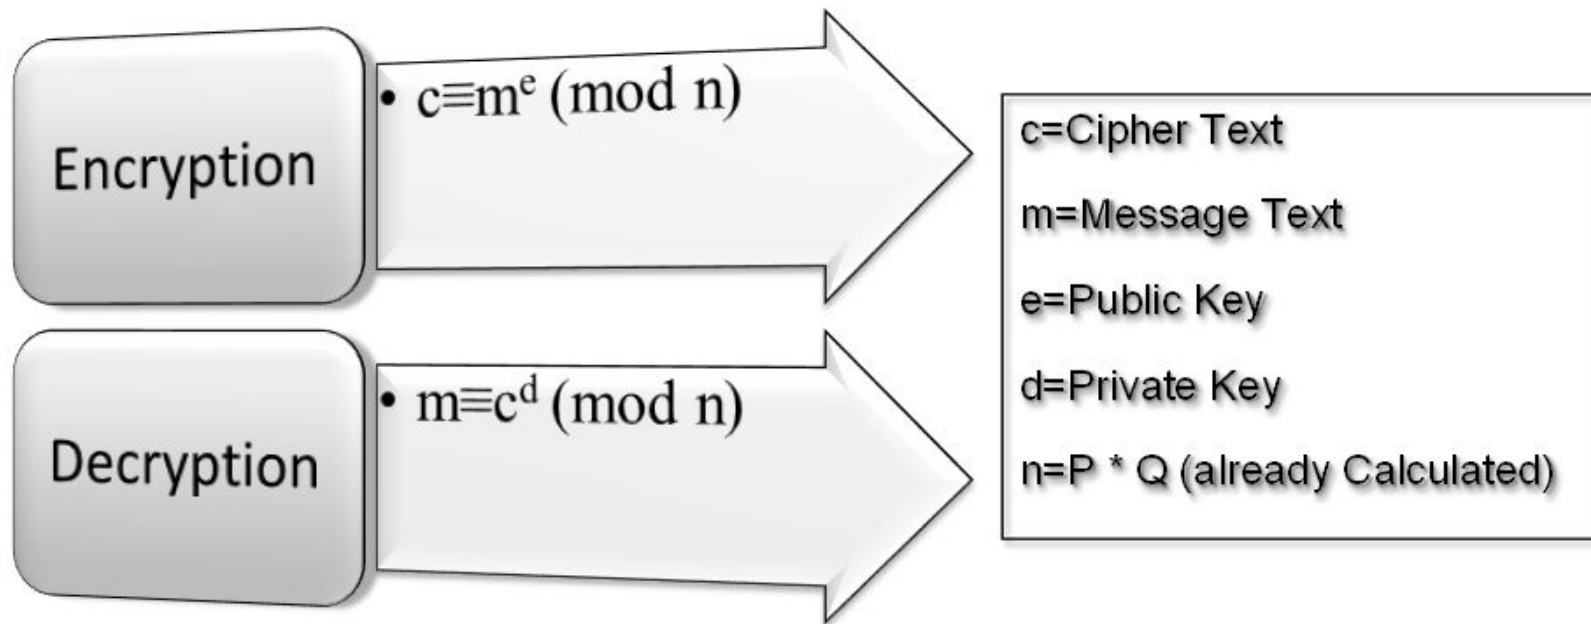 Encryption
• c≡mᵉ (mod n)
Decryption
• m≡cᵈ (mod n)
c=Cipher Text
m=Message Text
e=Public Key
d=Private Key
n=P * Q (already Calculated)